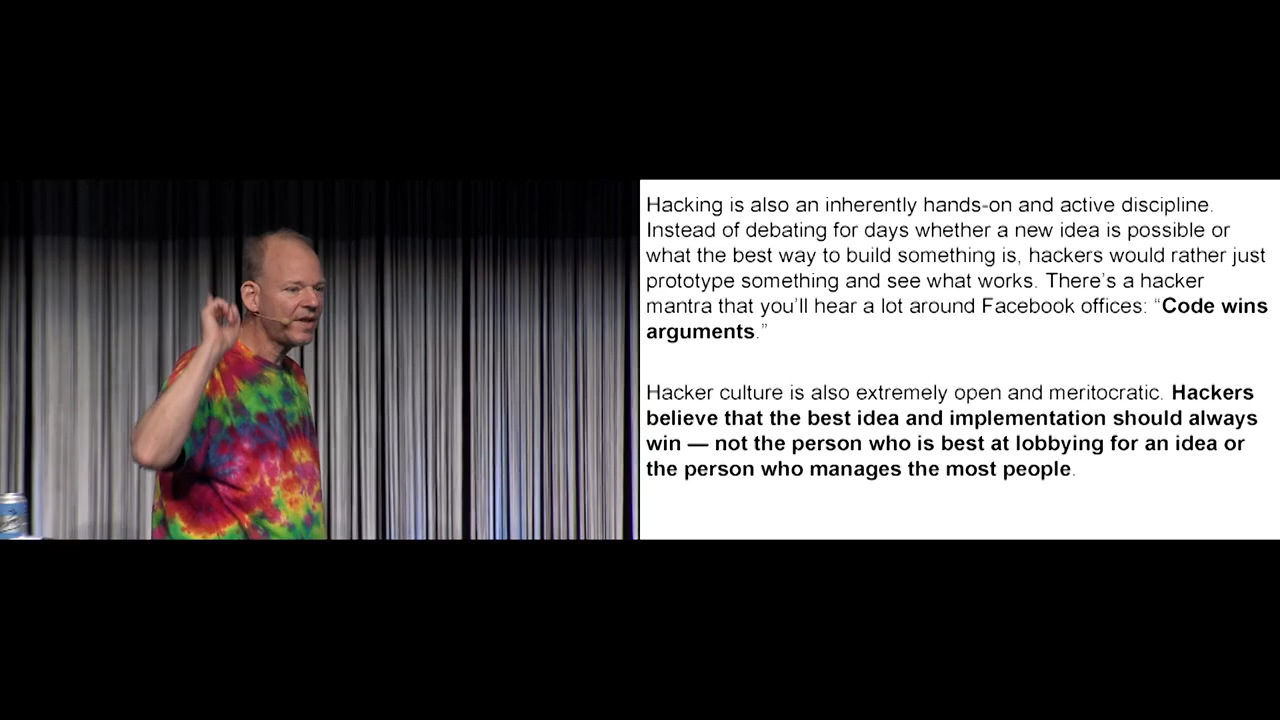 Hacking is also an inherently hands-on and active discipline.
Instead of debating for days whether a new idea is possible or
what the best way to build something is, hackers would rather just
prototype something and see what works. There’s a hacker
mantra that you’ll hear a lot around Facebook offices: “Code wins
arguments.”
Hacker culture is also extremely open and meritocratic. Hackers
believe that the best idea and implementation should always
win — not the person who is best at lobbying for an idea or
the person who manages the most people.